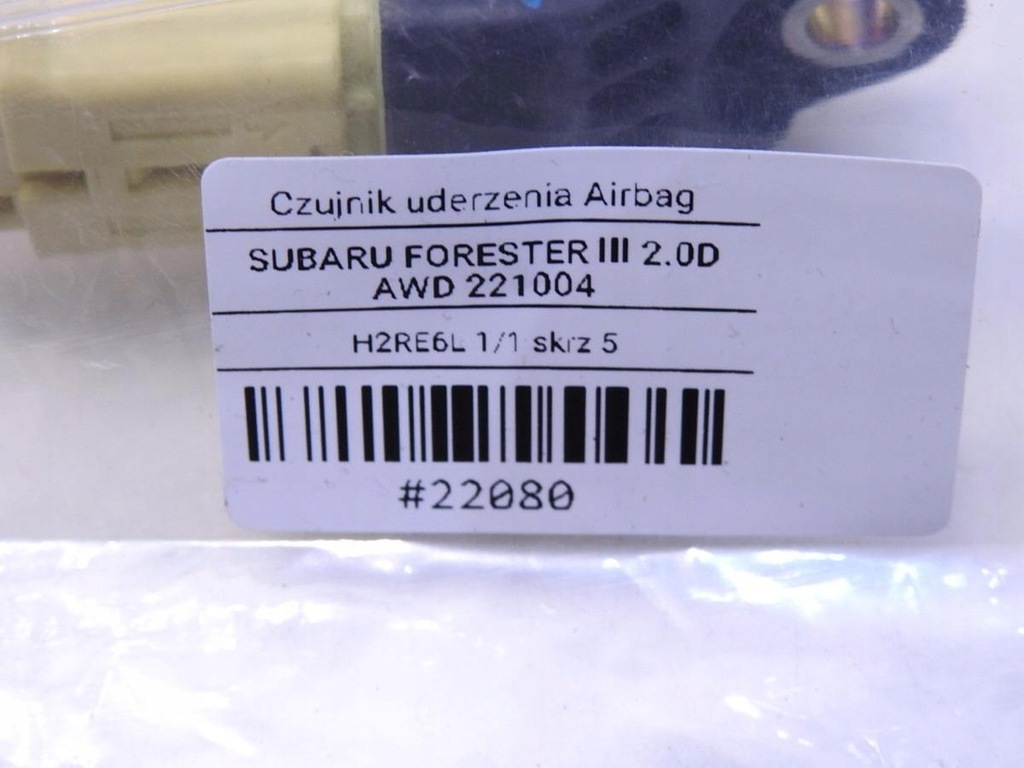 Czujnik uderzenia Airbag
SUBARU FORESTER III 2.0D
AWD 221004
H2RE6L 1/1 skrz 5
#22080